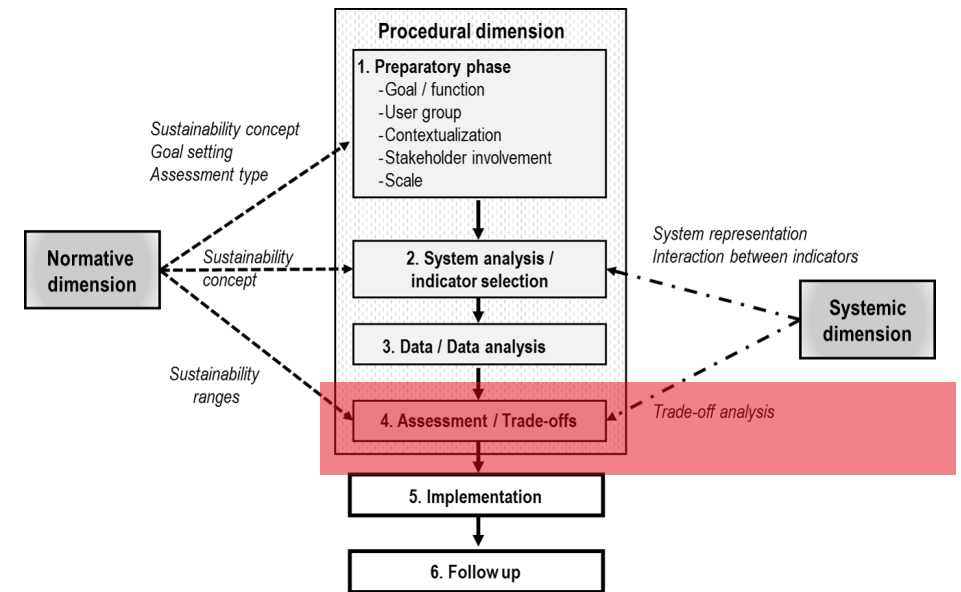 Procedural dimension
1. Preparatory phase
-Goal / function
-User group
-Contextualization
-Stakeholder involvement
-Scale
Sustainability concept
Goal setting
Assessment type
Normative
dimension
Sustainability
concept
2. System analysis /
indicator selection
System representation
Interaction between indicators
Systemic
dimension
3. Data / Data analysis
Sustainability
ranges
4. Assessment / Trade-offs
Trade-off analysis
5. Implementation
6. Follow up